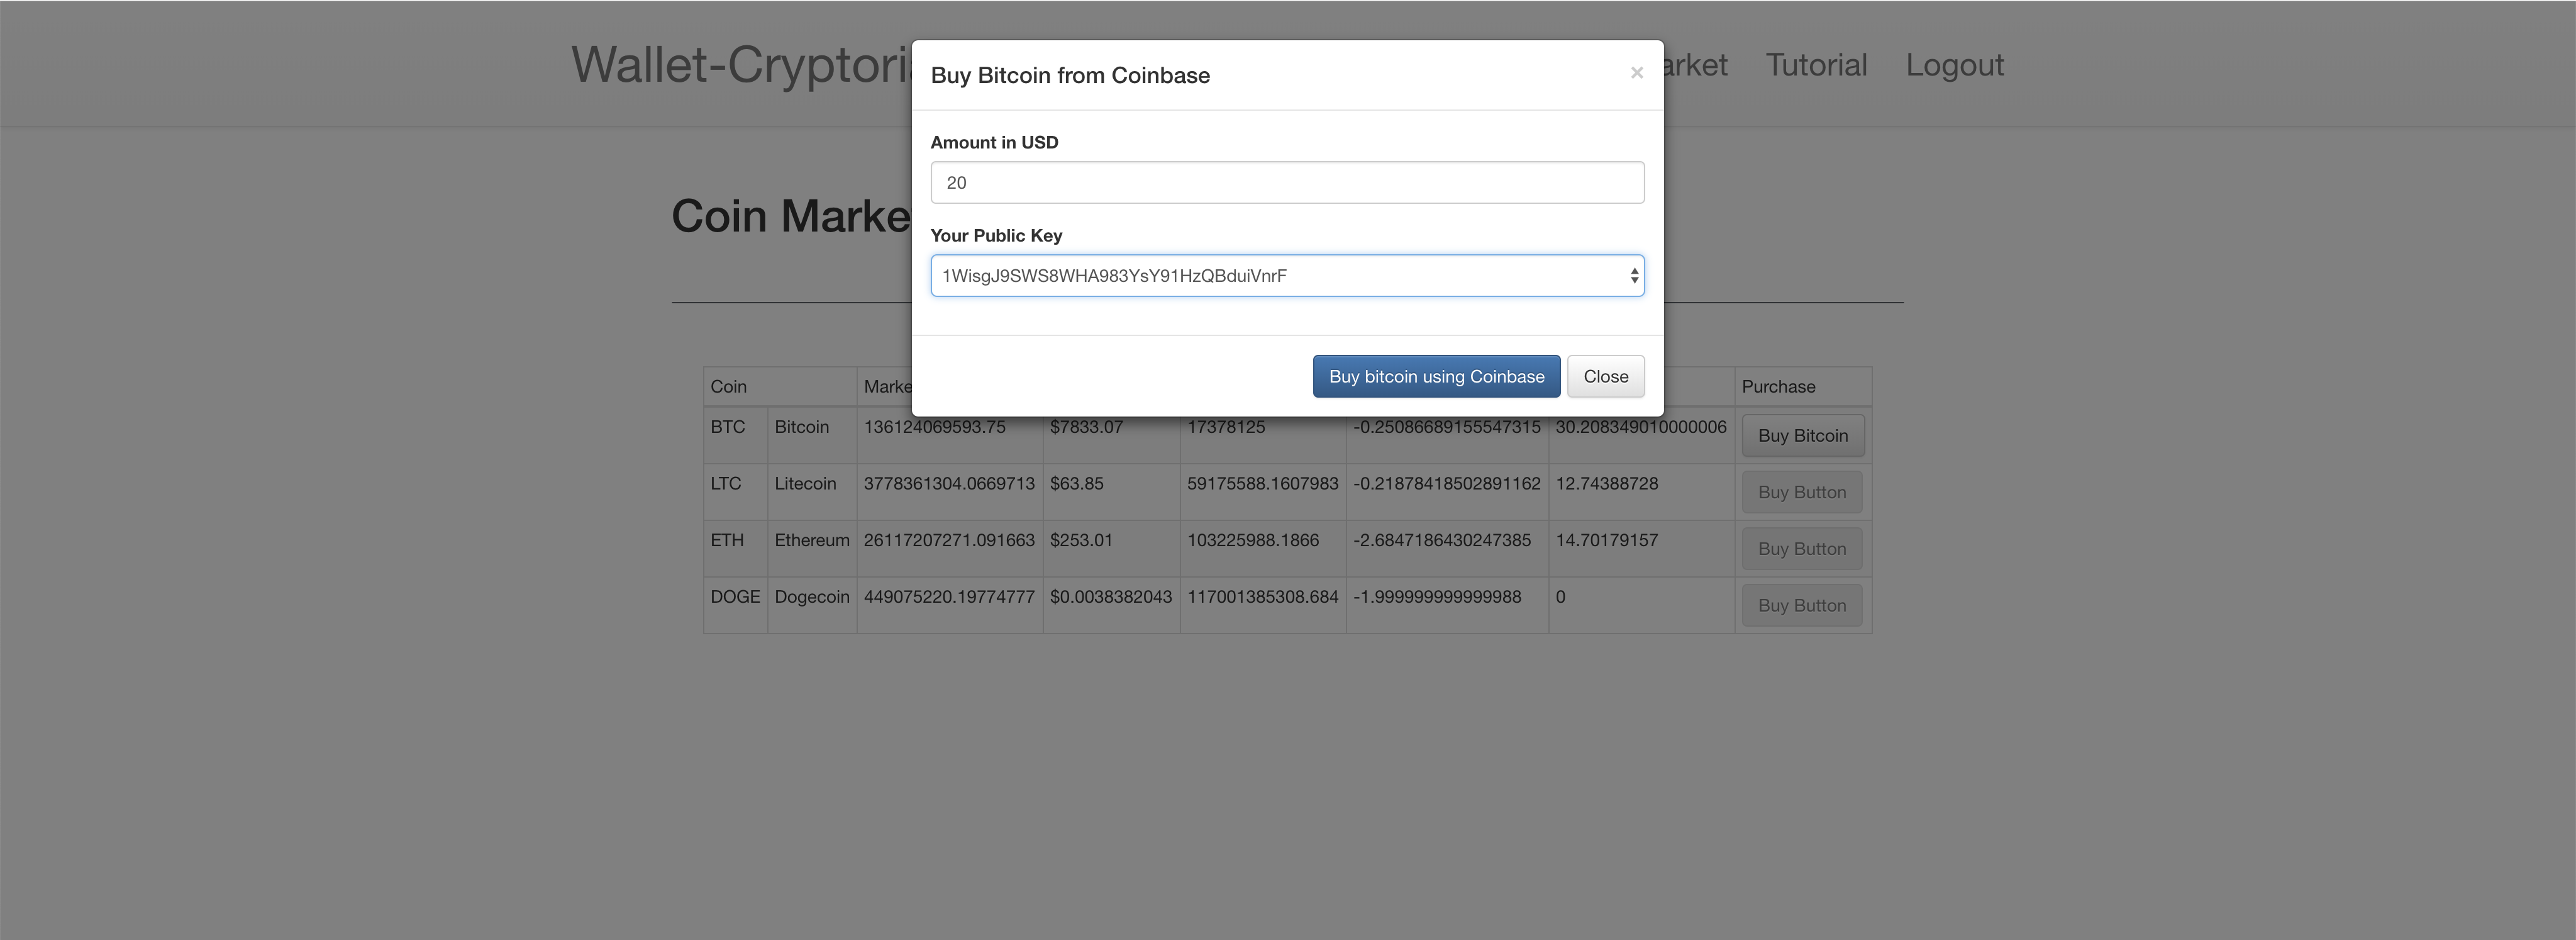 Wallet-Cryptori
Tutorial
Logout
Buy Bitcoin from Coinbase
×
Amount in USD
20
Your Public Key
1WisgJ9SWS8WHA983YsY91HzQBduiVnrF
Buy bitcoin using Coinbase
Close
Coin Marke
Coin Marke Purchase
BTC Bitcoin 136124069593.75 $7833.07 17378125 -0.25086689155547315 30.208349010000006 Buy Bitcoin
LTC Litecoin 3778361304.0669713 $63.85 59175588.1607983 -0.21878418502891162 12.74388728 Buy Button
ETH Ethereum 26117207271.091663 $253.01 103225988.1866 -2.6847186430247385 14.70179157 Buy Button
DOGE Dogecoin 449075220.19774777 $0.0038382043 117001385308.684 -1.999999999999988 0 Buy Button